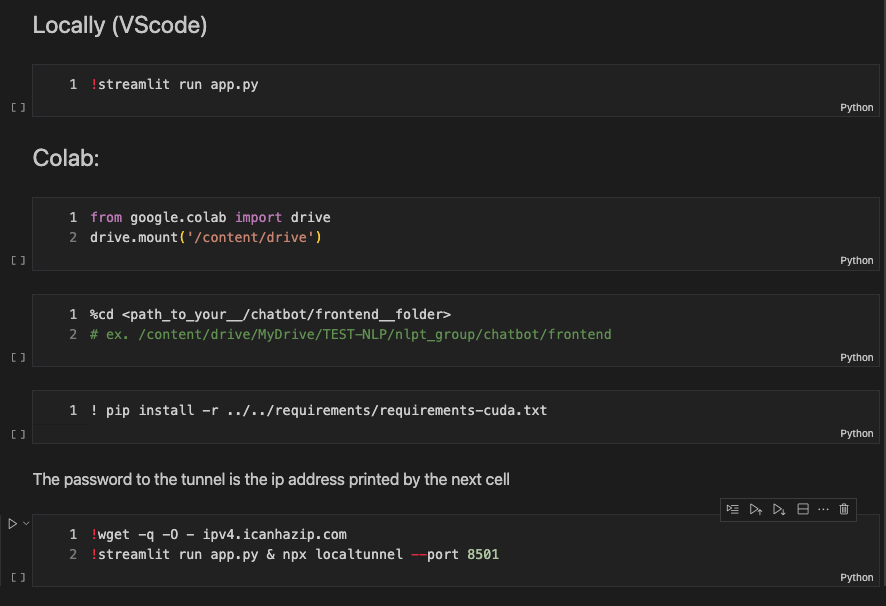 Locally (VScode)
1 !streamlit run app.py
[ ]
Python
Colab:
1 from google.colab import drive
2 drive.mount('/content/drive')
[ ]
Python
1 %cd <path_to_your__/chatbot/frontend__folder>
2 # ex. /content/drive/MyDrive/TEST-NLP/nlpt_group/chatbot/frontend
[ ]
Python
1 ! pip install -r ../../requirements/requirements-cuda.txt
[ ]
Python
The password to the tunnel is the ip address printed by the next cell
1 !wget -q -O - ipv4.icanhazip.com
2 !streamlit run app.py & npx localtunnel --port 8501
[ ]
Python